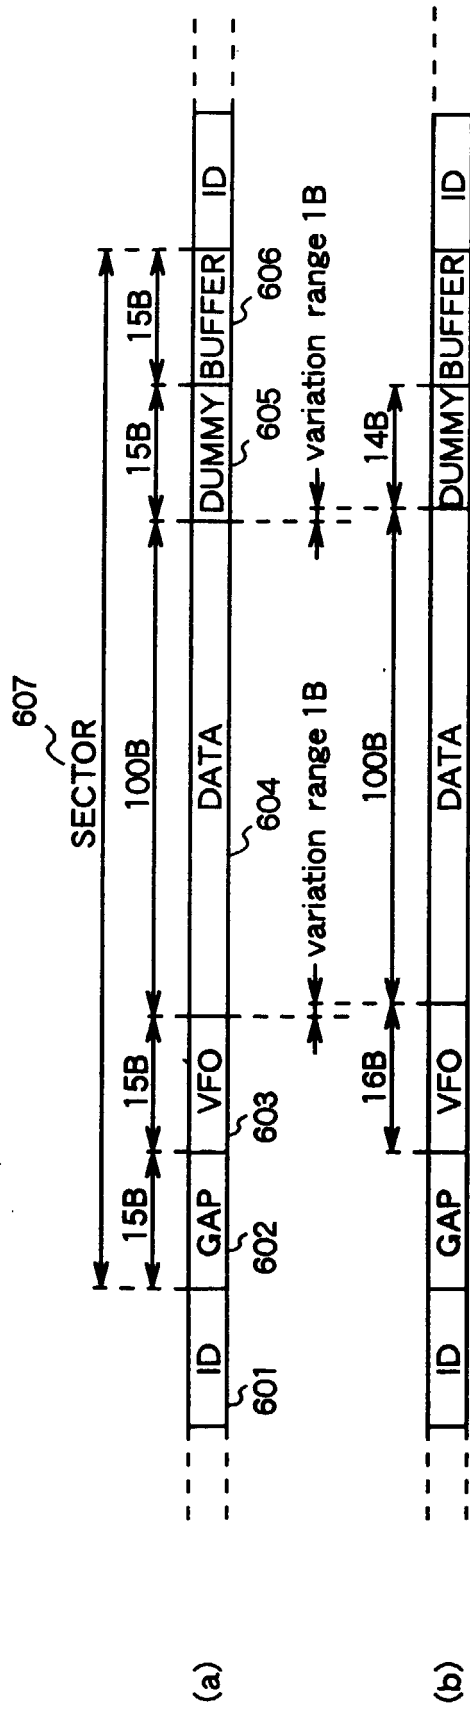 607
SECTOR
15B 15B 100B 15B 15B
(a) ID GAP VFO DATA DUMMY BUFFER ID
601 602 603 604 605 606
variation range 1B variation range 1B
16B 100B 14B
(b) ID GAP VFO DATA DUMMY BUFFER ID